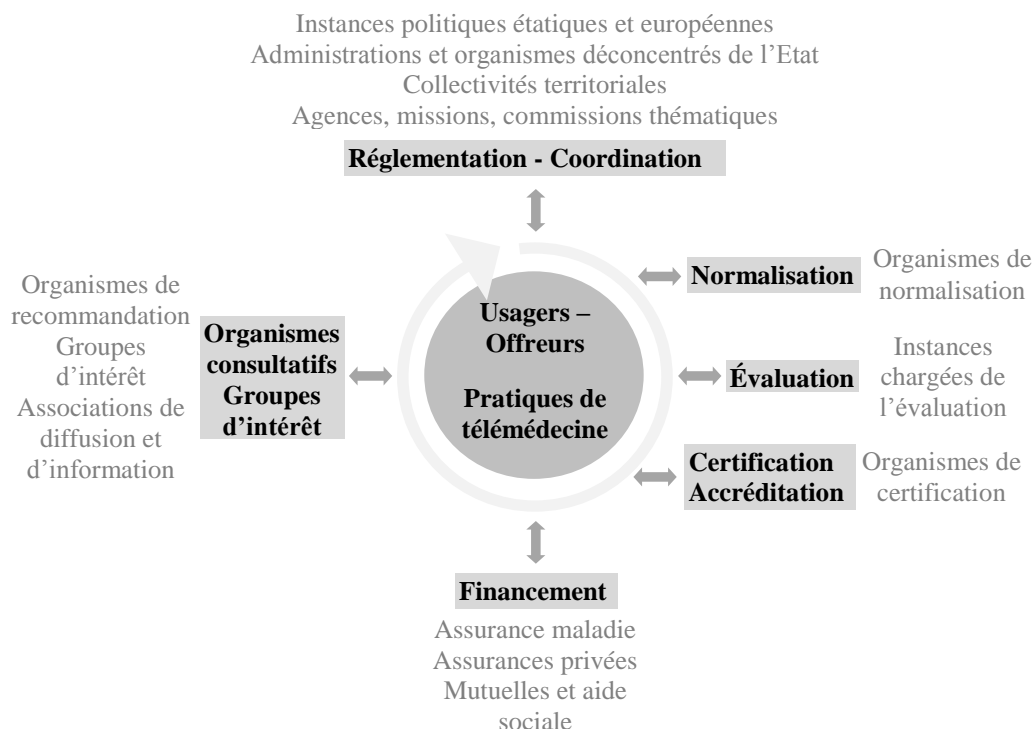 Instances politiques étatiques et européennes
Administrations et organismes déconcentrés de l’Etat
Collectivités territoriales
Agences, missions, commissions thématiques
Réglementation - Coordination
Organismes de
recommandation
Groupes
d’intérêt
Associations de
diffusion et
d’information
Organismes
consultatifs
Groupes
d’intérêt
Usagers –
Offreurs
Pratiques de
télémédecine
Normalisation
Organismes de
normalisation
Évaluation
Instances
chargées de
l’évaluation
Certification
Accréditation
Organismes de
certification
Financement
Assurance maladie
Assurances privées
Mutuelles et aide
sociale